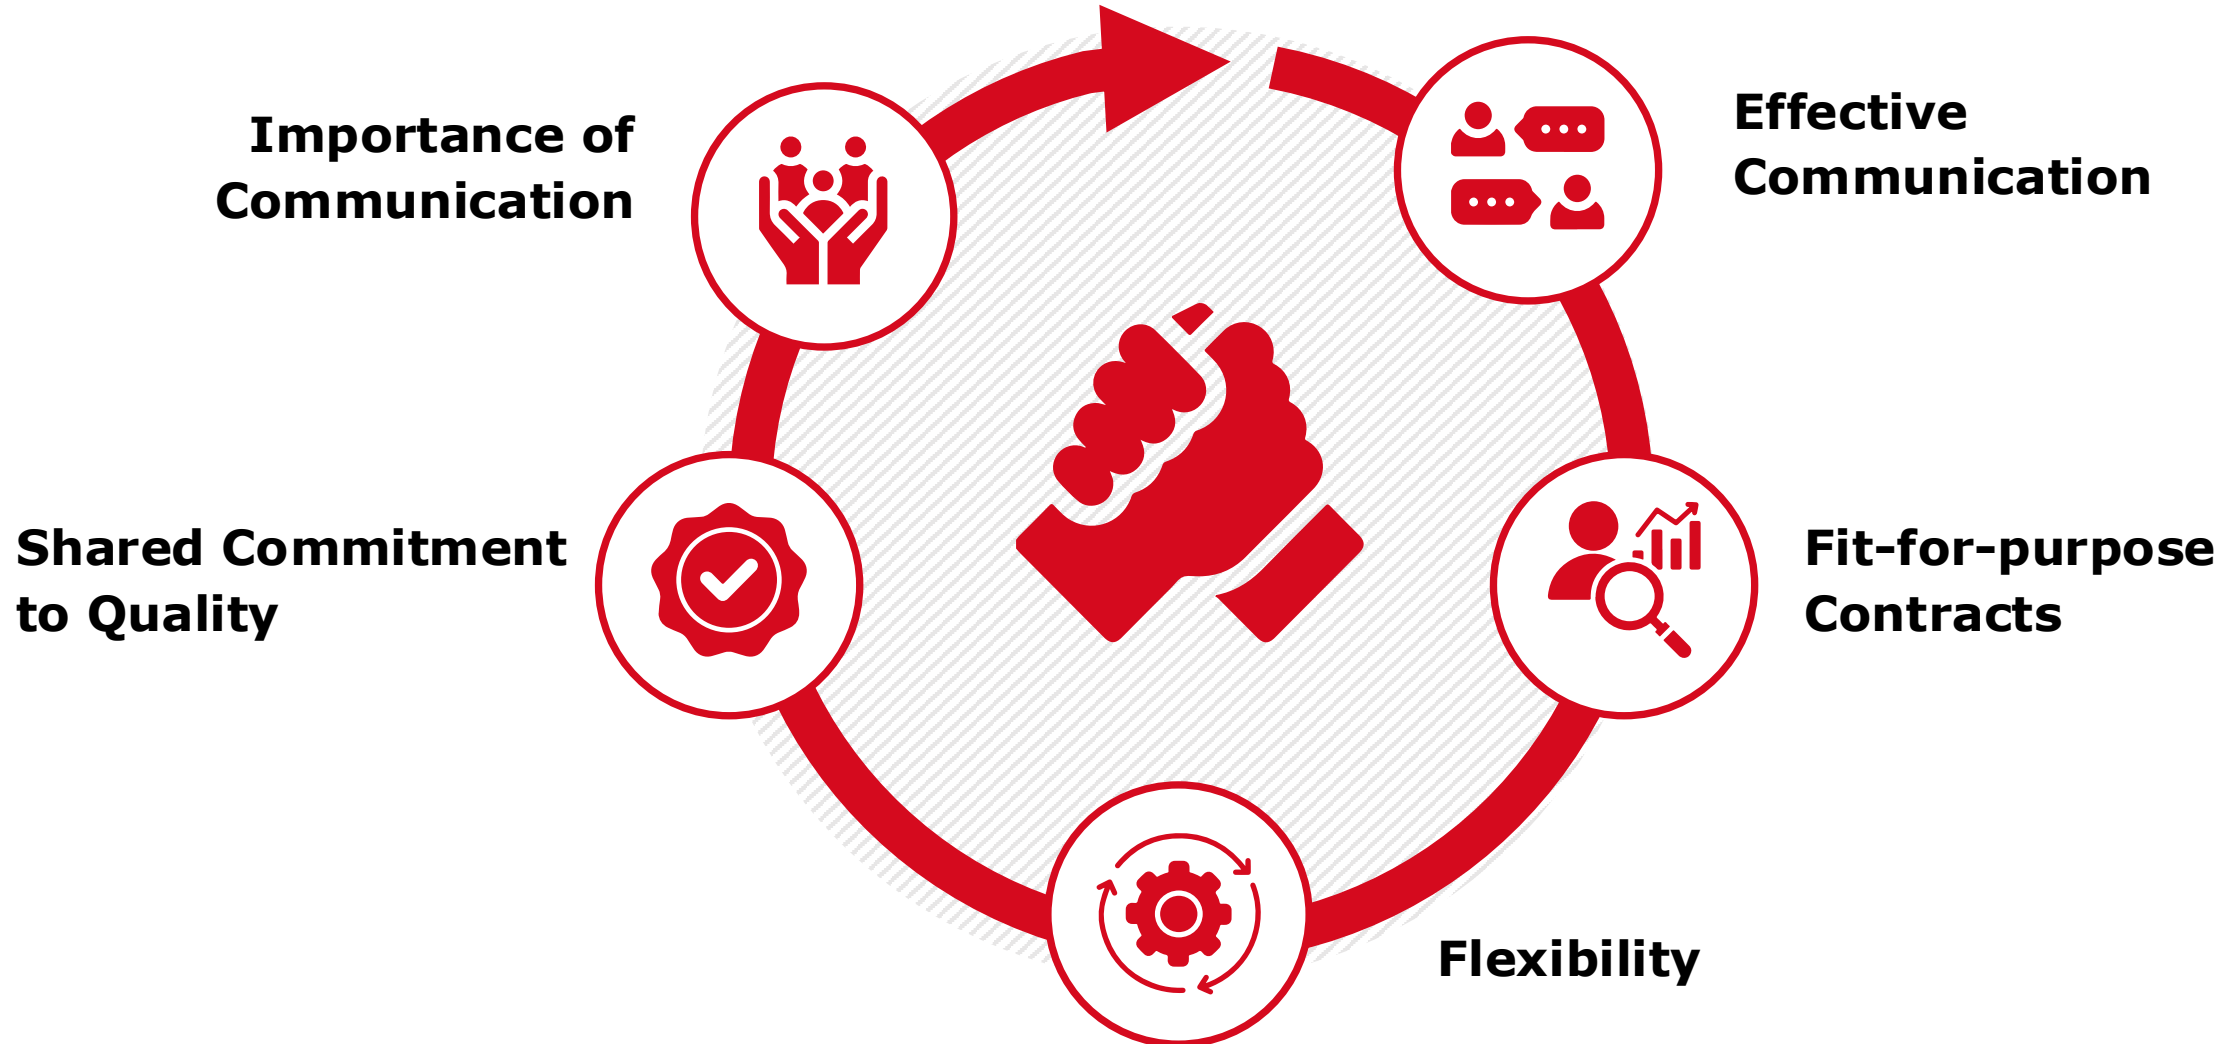 Importance of
Communication
Effective
Communication
Shared Commitment
to Quality
Fit-for-purpose
Contracts
Flexibility